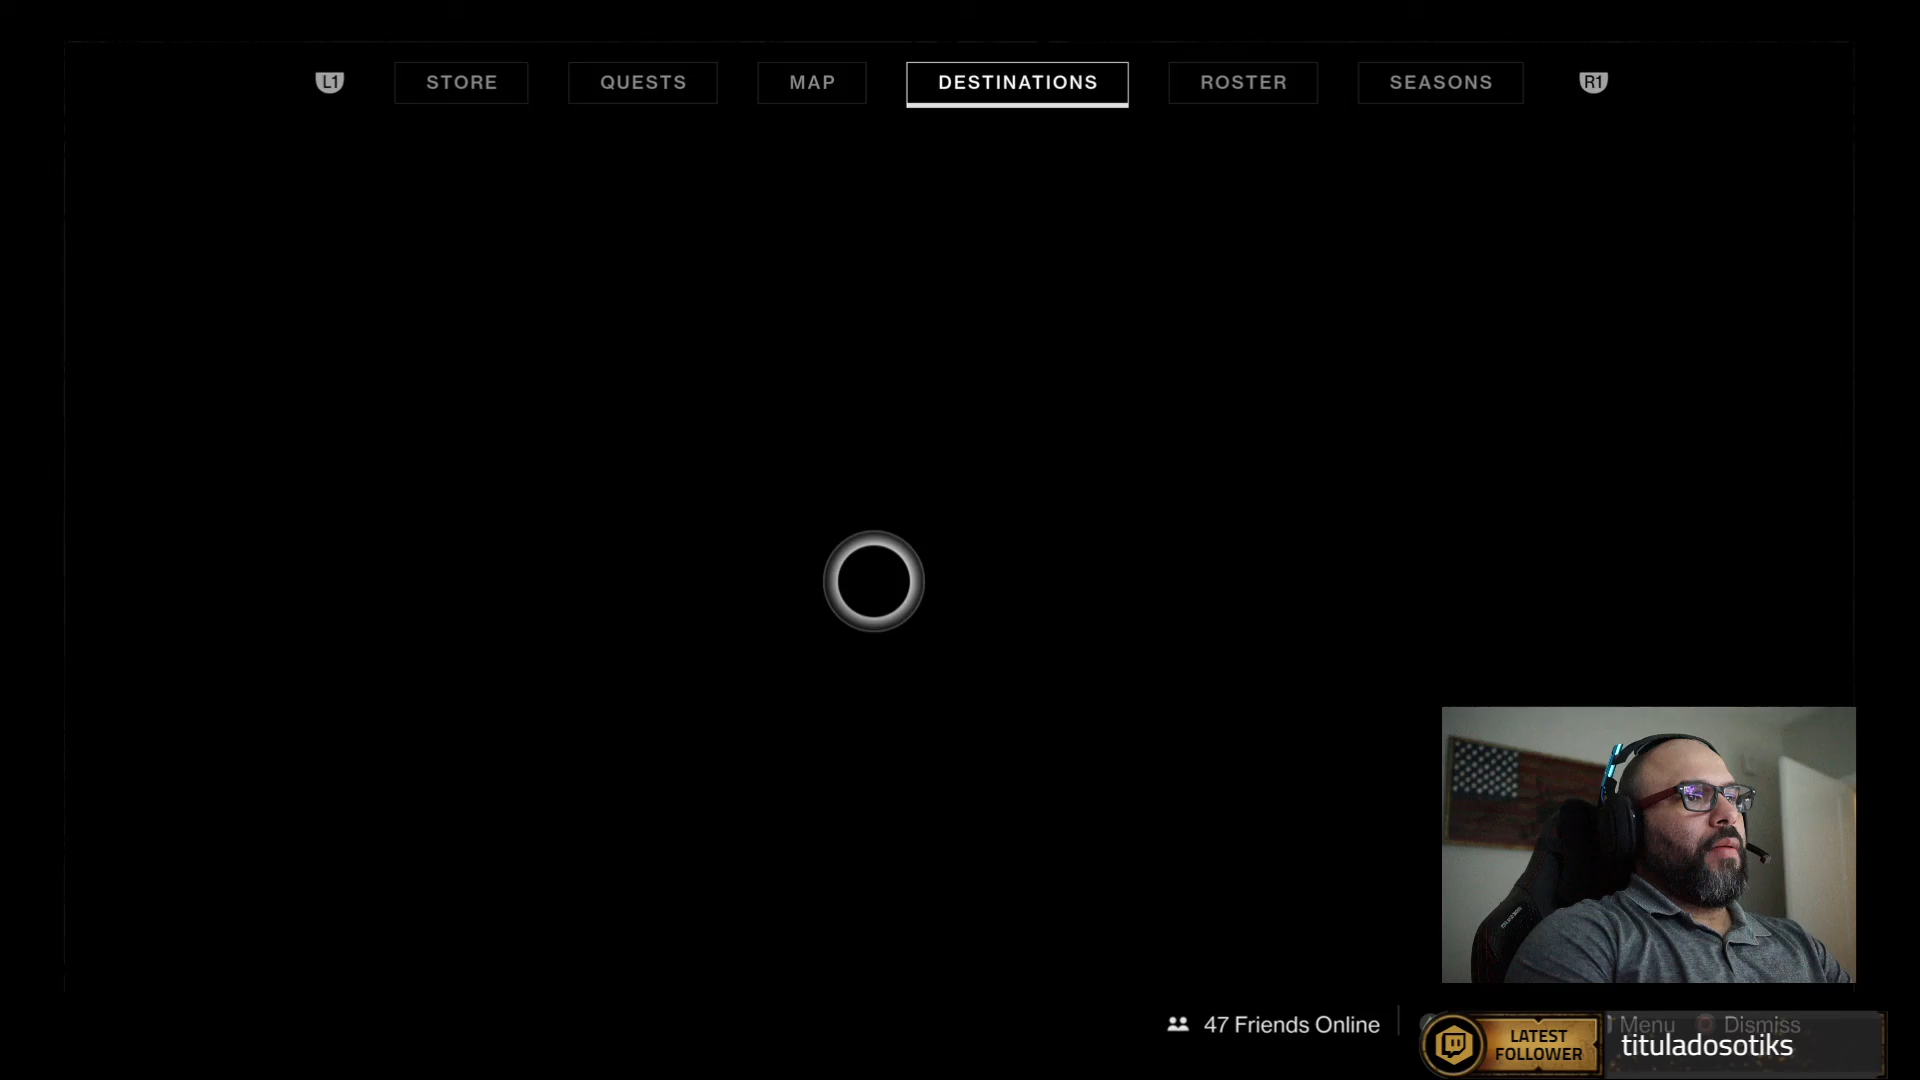 L1 STORE QUESTS MAP DESTINATIONS ROSTER SEASONS R1
47 Friends Online
Menu Dismiss
LATEST
FOLLOWER
tituladosotiks